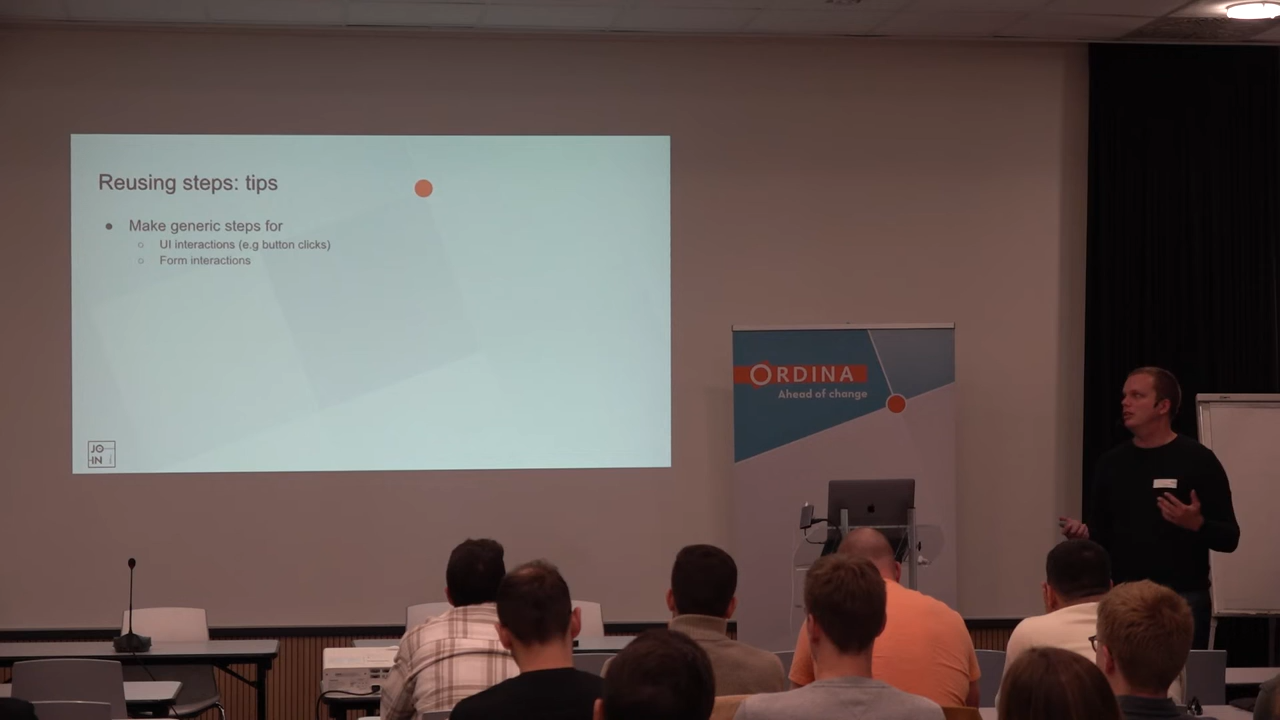 Reusing steps: tips
● Make generic steps for
○ UI interactions (e.g button clicks)
○ Form interactions
JO
IN
ORDINA
Ahead of change